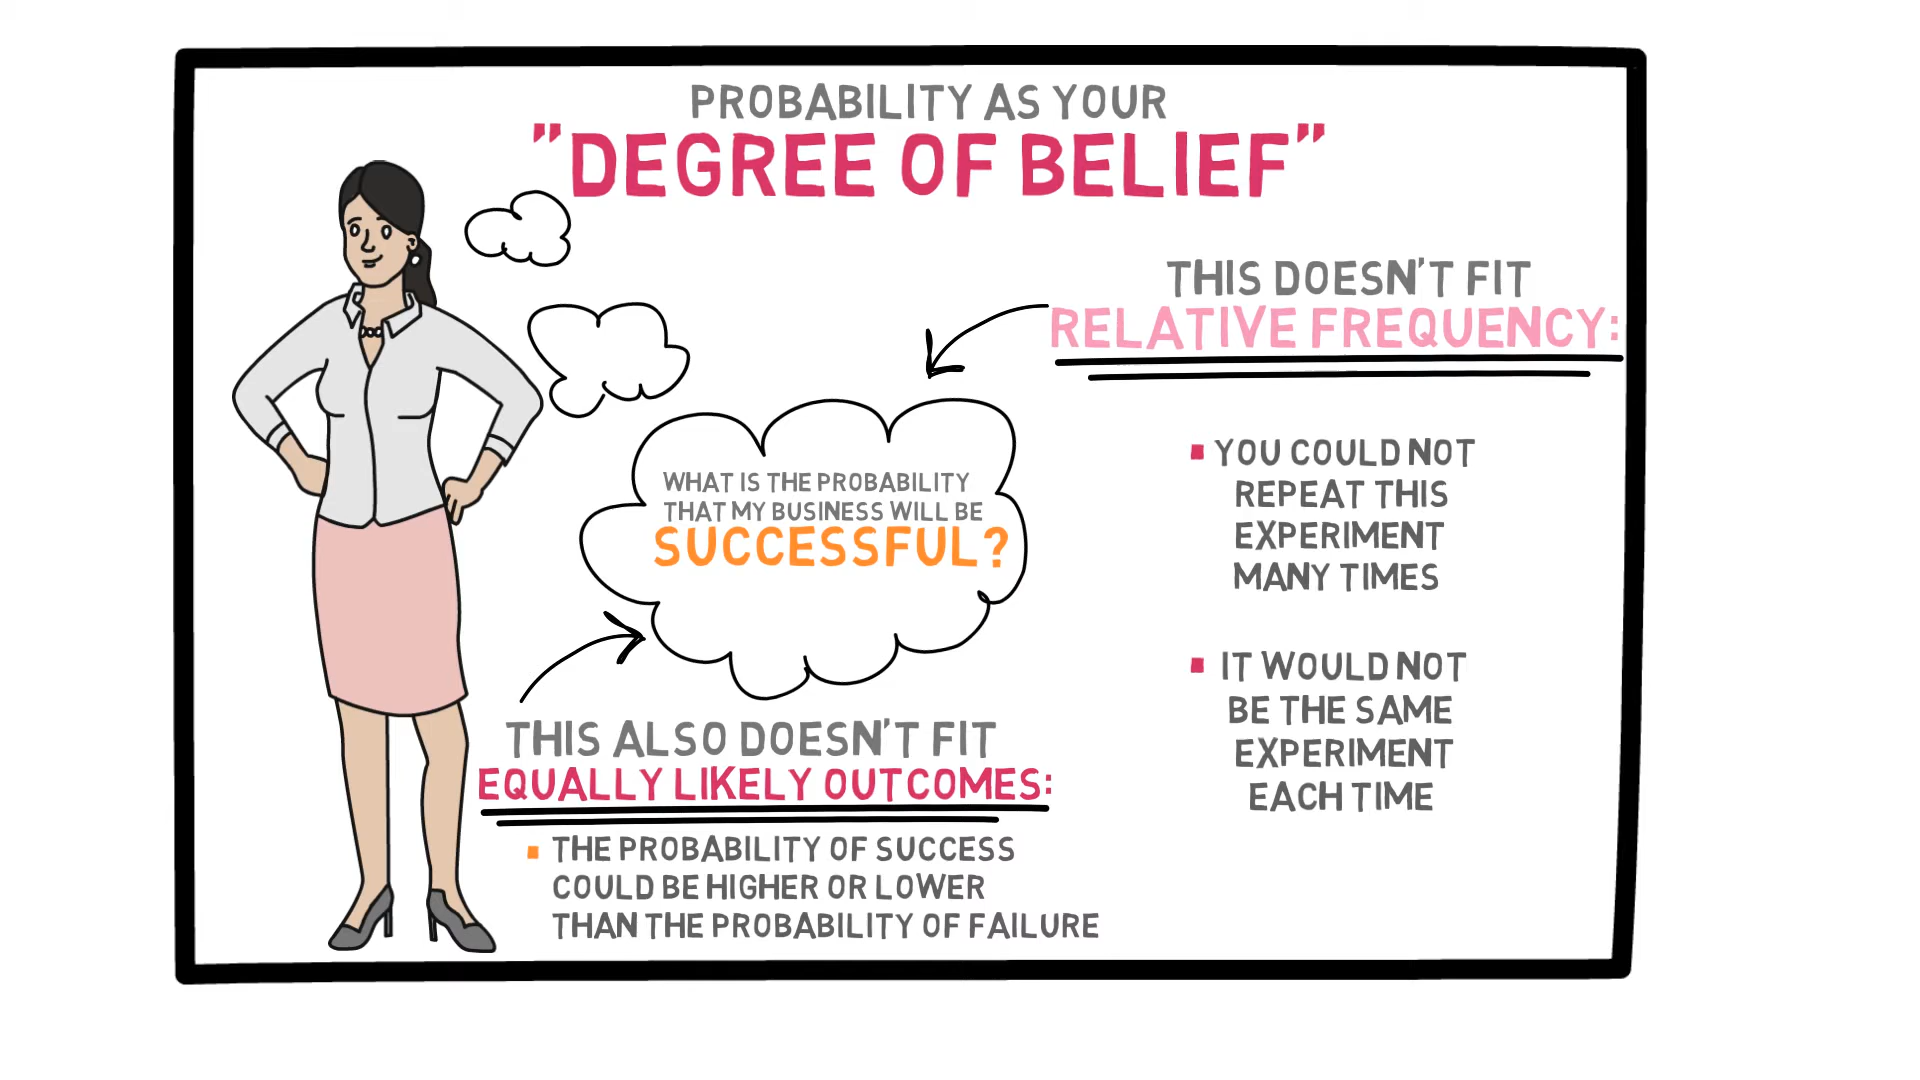 PROBABILITY AS YOUR
"DEGREE OF BELIEF"
THIS DOESN'T FIT
RELATIVE FREQUENCY:
YOU COULD NOT
REPEAT THIS
EXPERIMENT
MANY TIMES
IT WOULD NOT
BE THE SAME
EXPERIMENT
EACH TIME
WHAT IS THE PROBABILITY
THAT MY BUSINESS WILL BE
SUCCESSFUL?
THIS ALSO DOESN'T FIT
EQUALLY LIKELY OUTCOMES:
THE PROBABILITY OF SUCCESS
COULD BE HIGHER OR LOWER
THAN THE PROBABILITY OF FAILURE